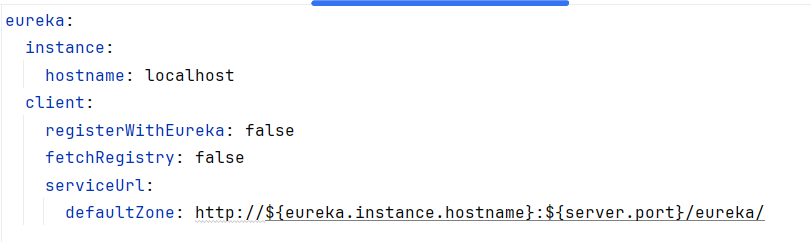 eureka:
  instance:
    hostname: localhost
  client:
    registerWithEureka: false
    fetchRegistry: false
    serviceUrl:
      defaultZone: http://${eureka.instance.hostname}:${server.port}/eureka/